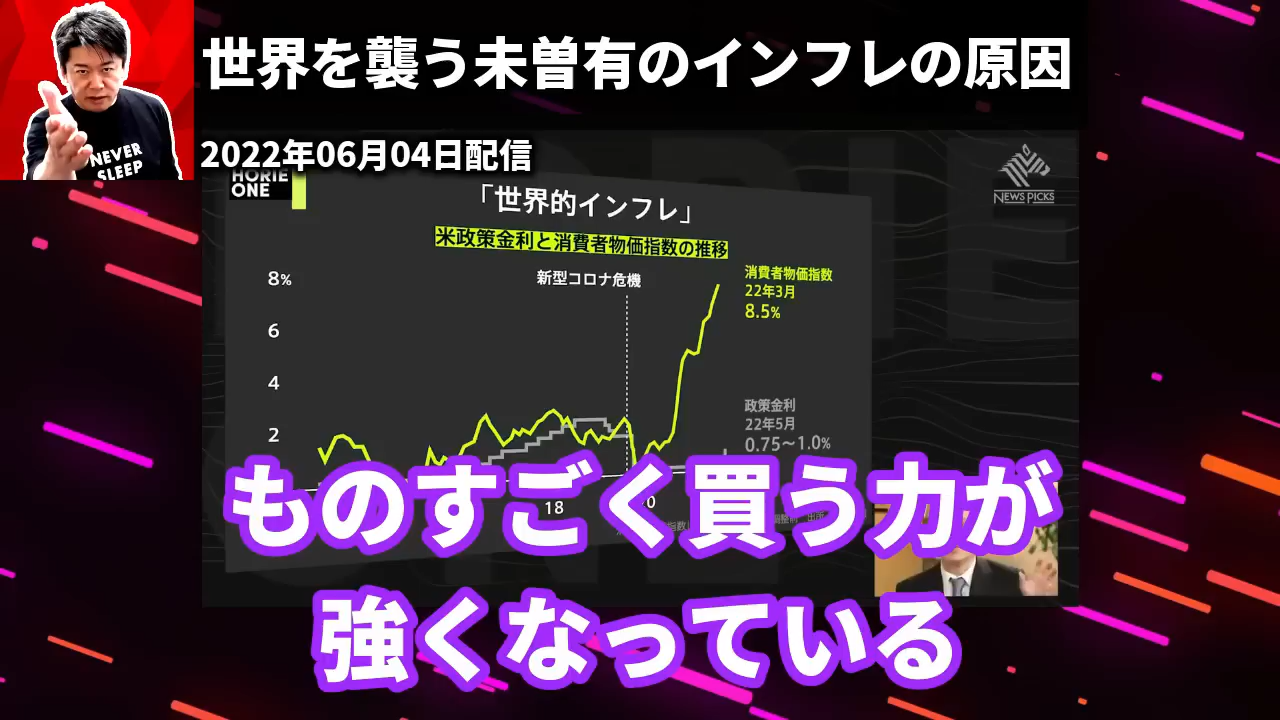 世界を襲う未曽有のインフレの原因
NEVER
SLEEP
2022年06月04日配信
HORIE
ONE
NEWS PICKS
「世界的インフレ」
米政策金利と消費者物価指数の推移
新型コロナ危機
消費者物価指数
22年3月
8.5%
8%
6
4
2
政策金利
22年5月
0.75〜1.0%
18
ものすごく買う力が
強くなっている